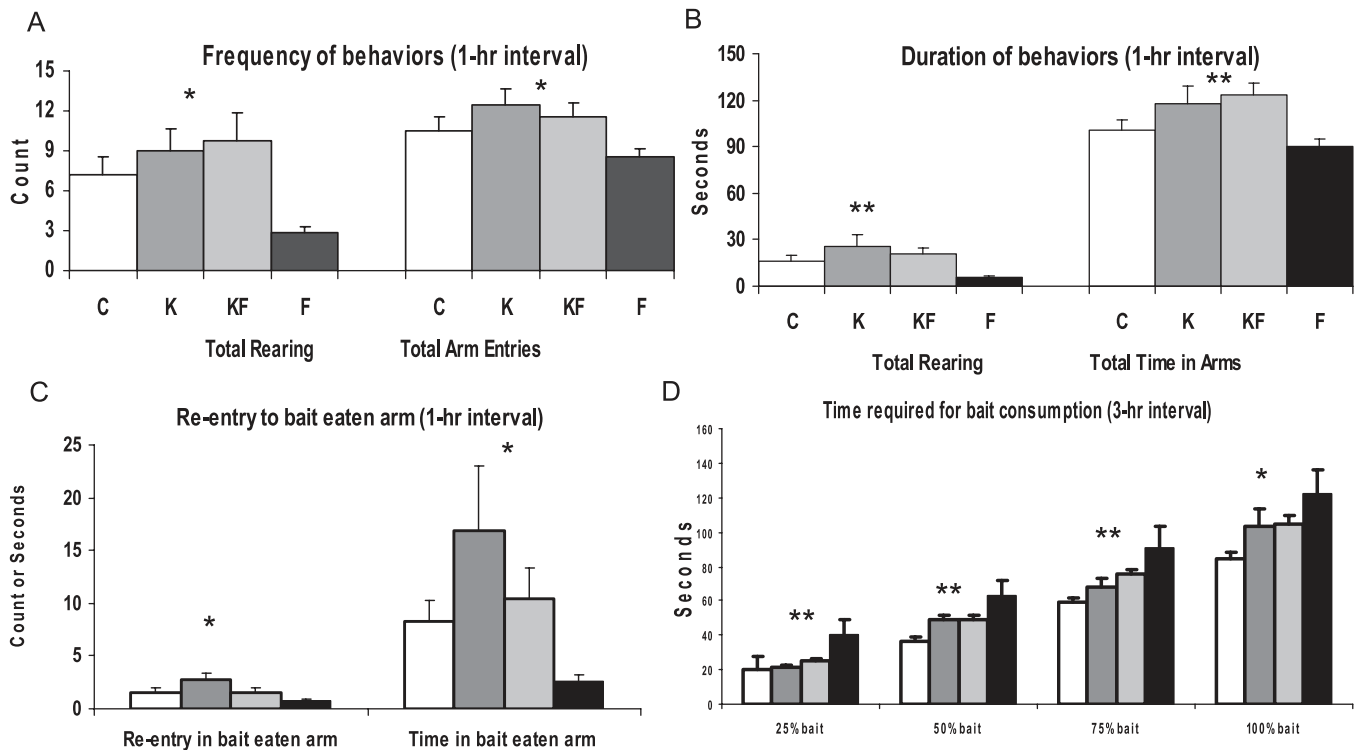 A
Frequency of behaviors (1-hr interval)
15
12
9
6
3
0
Count
*
*
C K KF F C K KF F
Total Rearing Total Arm Entries
B
Duration of behaviors (1-hr interval)
150
120
90
60
30
0
Seconds
**
**
C K KF F C K KF F
Total Rearing Total Time in Arms
C
Re-entry to bait eaten arm (1-hr interval)
25
20
15
10
5
0
Count or Seconds
*
*
Re-entry in bait eaten arm Time in bait eaten arm
D
Time required for bait consumption (3-hr interval)
160
140
120
100
80
60
40
20
0
Seconds
**
**
**
*
25% bait 50% bait 75% bait 100% bait